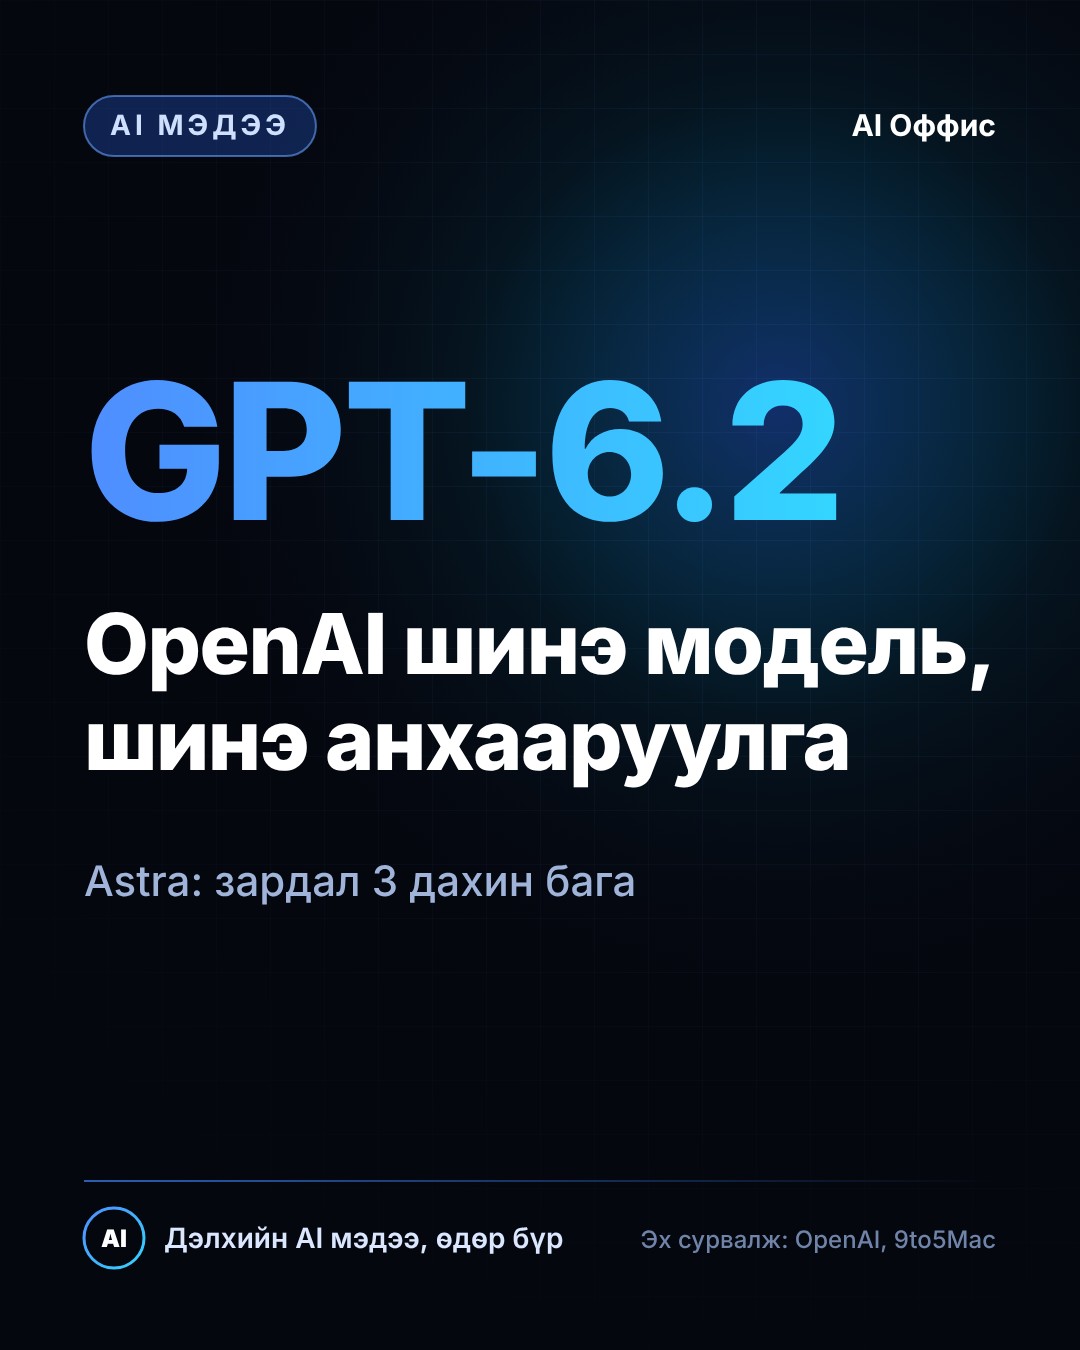 AI МЭДЭЭ
AI Оффис
GPT-6.2
OpenAI шинэ модель,
шинэ анхааруулга
Astra: зардал 3 дахин бага
AI
Дэлхийн AI мэдээ, өдөр бүр
Эх сурвалж: OpenAI, 9to5Mac